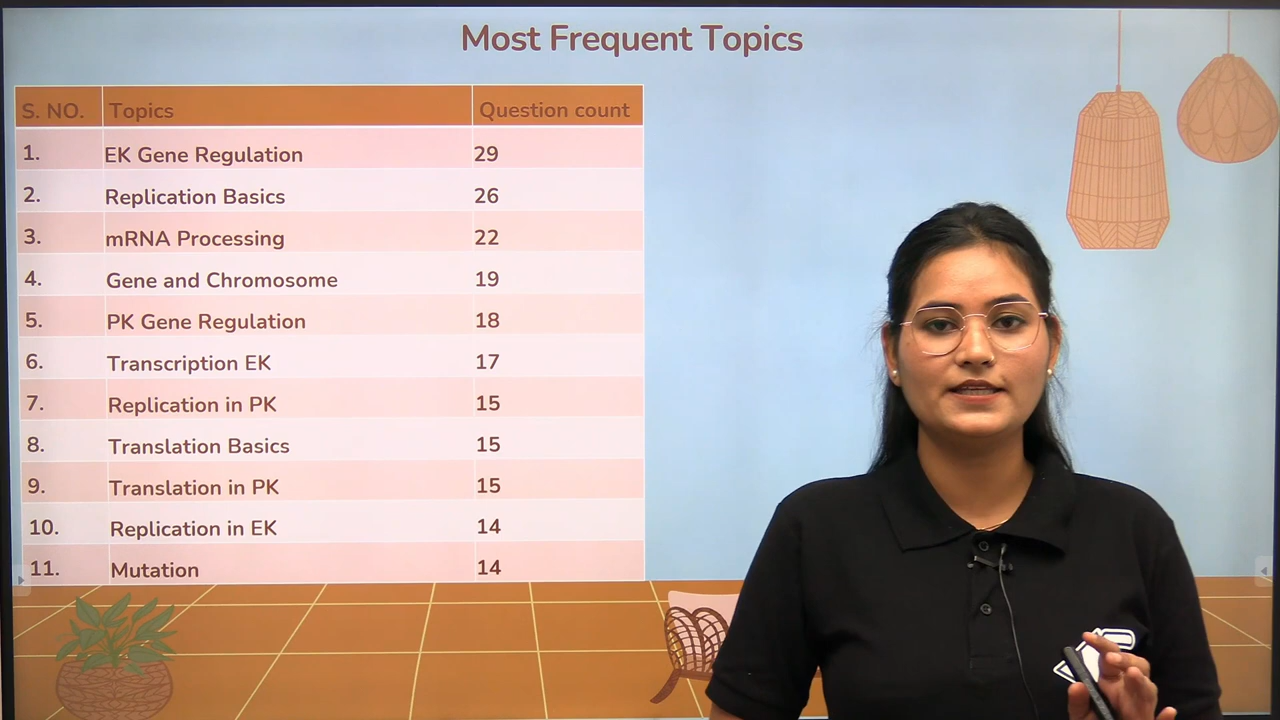 Most Frequent Topics
S. NO. Topics Question count
1. EK Gene Regulation 29
2. Replication Basics 26
3. mRNA Processing 22
4. Gene and Chromosome 19
5. PK Gene Regulation 18
6. Transcription EK 17
7. Replication in PK 15
8. Translation Basics 15
9. Translation in PK 15
10. Replication in EK 14
11. Mutation 14